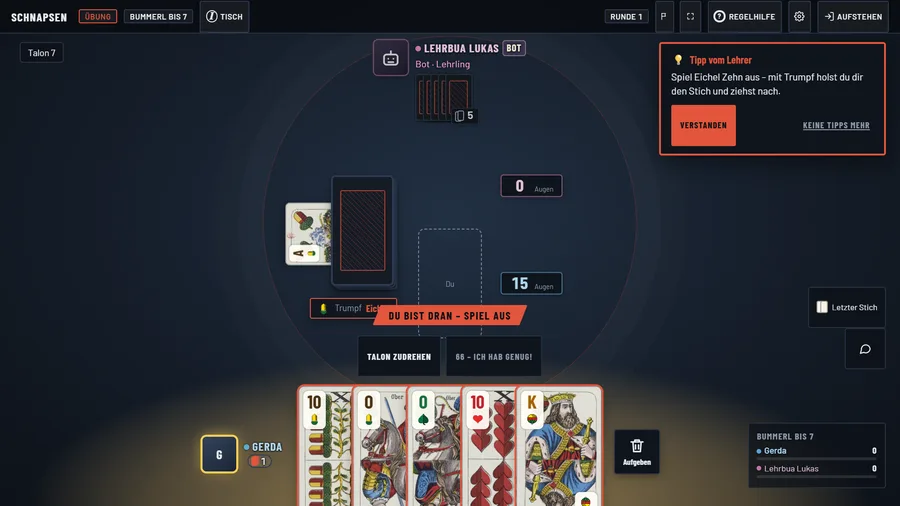 SCHNAPSEN
ÜBUNG
BUMMERL BIS 7
TISCH
RUNDE 1
REGELHILFE
AUFSTEHEN
Talon 7
LEHRBUA LUKAS BOT
Bot · Lehrling
5
Tipp vom Lehrer
Spiel Eichel Zehn aus – mit Trumpf holst du dir
den Stich und ziehst nach.
VERSTANDEN
KEINE TIPPS MEHR
0 Augen
A
Du
15 Augen
Trumpf
DU BIST DRAN – SPIEL AUS
Letzter Stich
TALON ZUDREHEN
66 – ICH HAB GENUG!
10
O
O
10
K
Ober
X
G
GERDA
1
Aufgeben
BUMMERL BIS 7
Gerda 0
Lehrbua Lukas 0